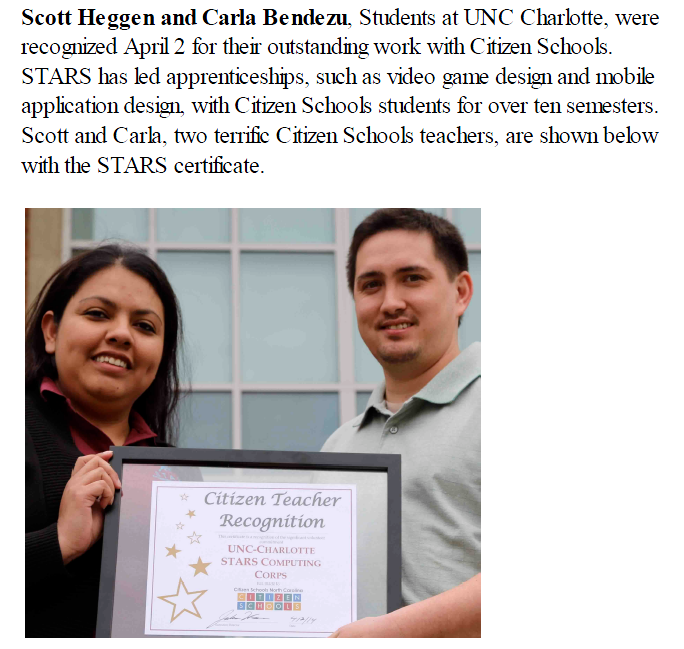 Scott Heggen and Carla Bendezu, Students at UNC Charlotte, were
recognized April 2 for their outstanding work with Citizen Schools.
STARS has led apprenticeships, such as video game design and mobile
application design, with Citizen Schools students for over ten semesters.
Scott and Carla, two terrific Citizen Schools teachers, are shown below
with the STARS certificate.
Citizen Teacher
Recognition
UNC-CHARLOTTE
STARS COMPUTING
CORPS
Citizen Schools North Carolina
CITIZEN
SCHOOLS